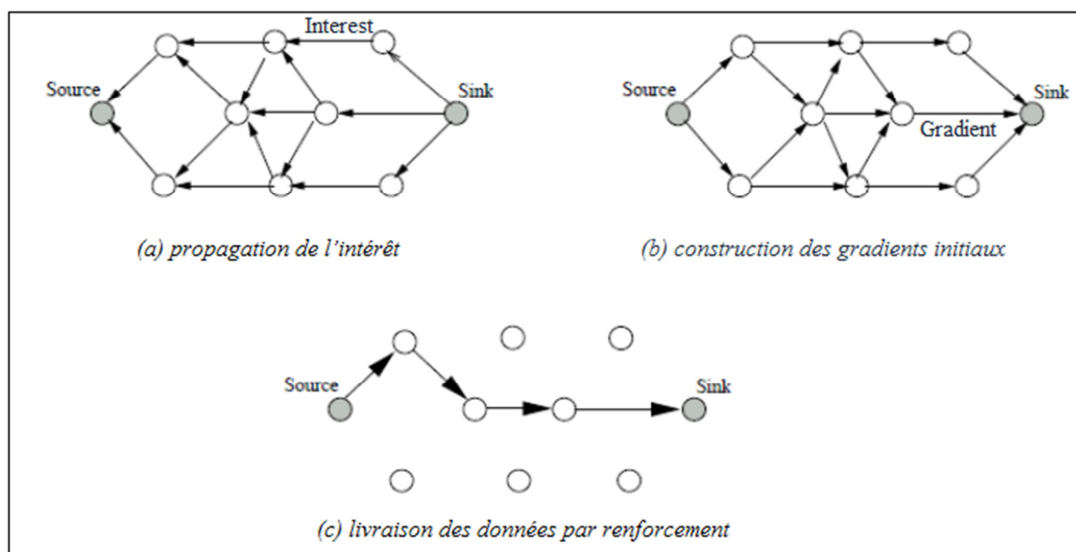 Interest
Source
Sink
(a) propagation de l'intérêt
Source
Sink
Gradient
(b) construction des gradients initiaux
Source
Sink
(c) livraison des données par renforcement